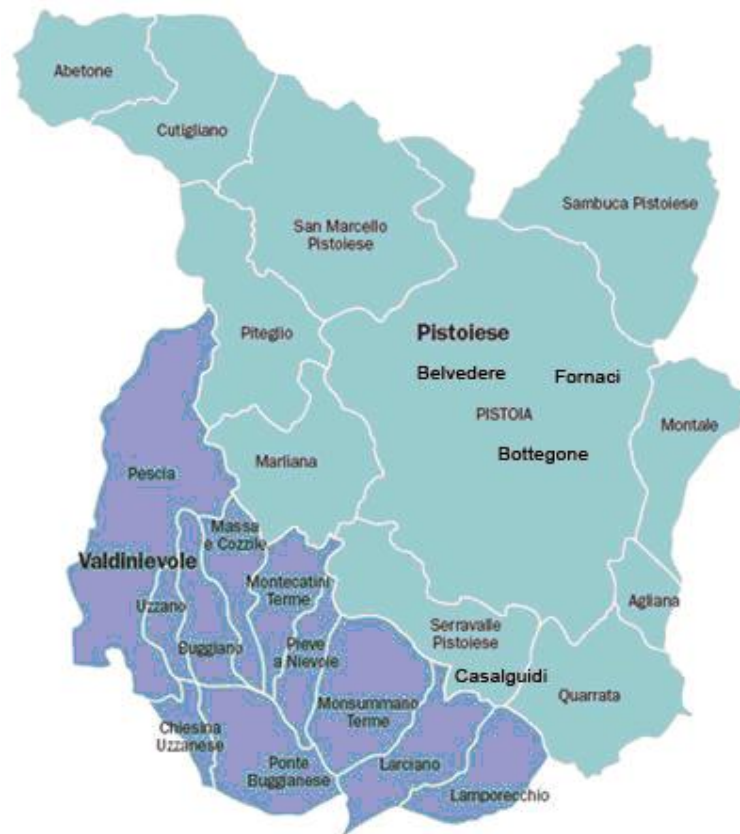 Abetone
Cutigliano
Sambuca Pistoiese
San Marcello
Pistoiese
Piteglio
Pistoiese
Belvedere
Fornaci
PISTOIA
Montale
Bottegone
Marliana
Pescia
Massa
e Cozzile
Valdinievole
Montecatini
Terme
Uzzano
Agliana
Serravalle
Pistoiese
Buggiano
Pieve
a Nievole
Casalguidi
Quarrata
Monsummano
Terme
Chiesina
Uzzanese
Ponte
Buggianese
Larciano
Lamporecchio